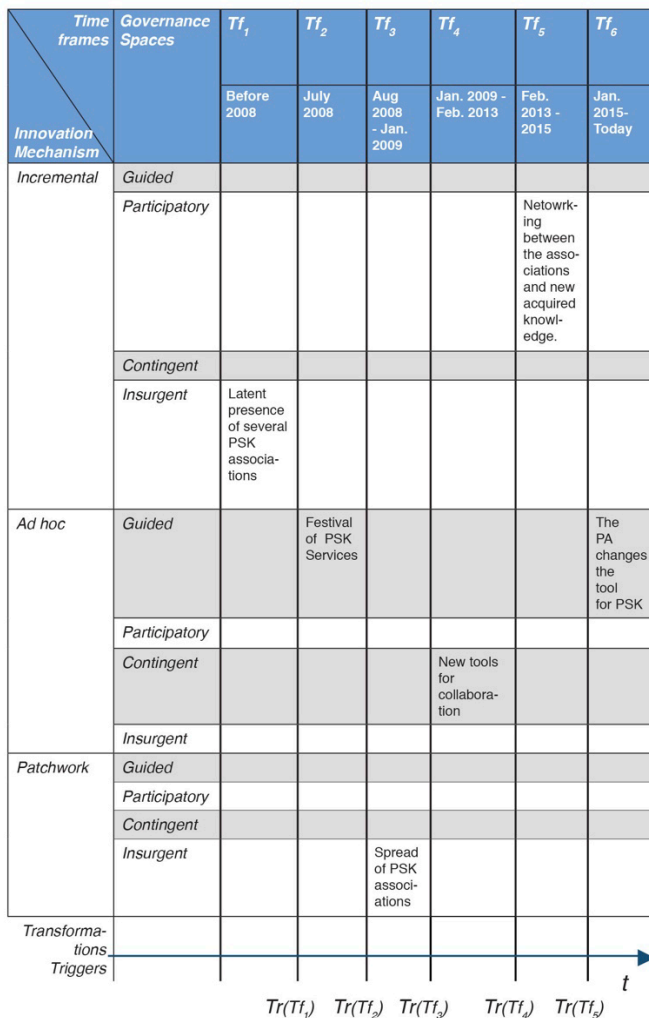 Time frames
Governance Spaces
Tf1
Tf2
Tf3
Tf4
Tf5
Tf6
Innovation Mechanism
Before 2008
July 2008
Aug 2008 - Jan. 2009
Jan. 2009 - Feb. 2013
Feb. 2013 - 2015
Jan. 2015- Today
Incremental
Guided
Participatory
Netowrk-
ing
between
the asso-
ciations
and new
acquired
knowl-
edge.
Contingent
Insurgent
Latent
presence
of several
PSK
associa-
tions
Ad hoc
Guided
Festival
of PSK
Services
The
PA
changes
the
tool
for PSK
Participatory
Contingent
New tools
for
collabora-
tion
Insurgent
Patchwork
Guided
Participatory
Contingent
Insurgent
Spread
of PSK
associ-
ations
Transforma-
tions
Triggers
t
Tr(Tf1)
Tr(Tf2)
Tr(Tf3)
Tr(Tf4)
Tr(Tf5)